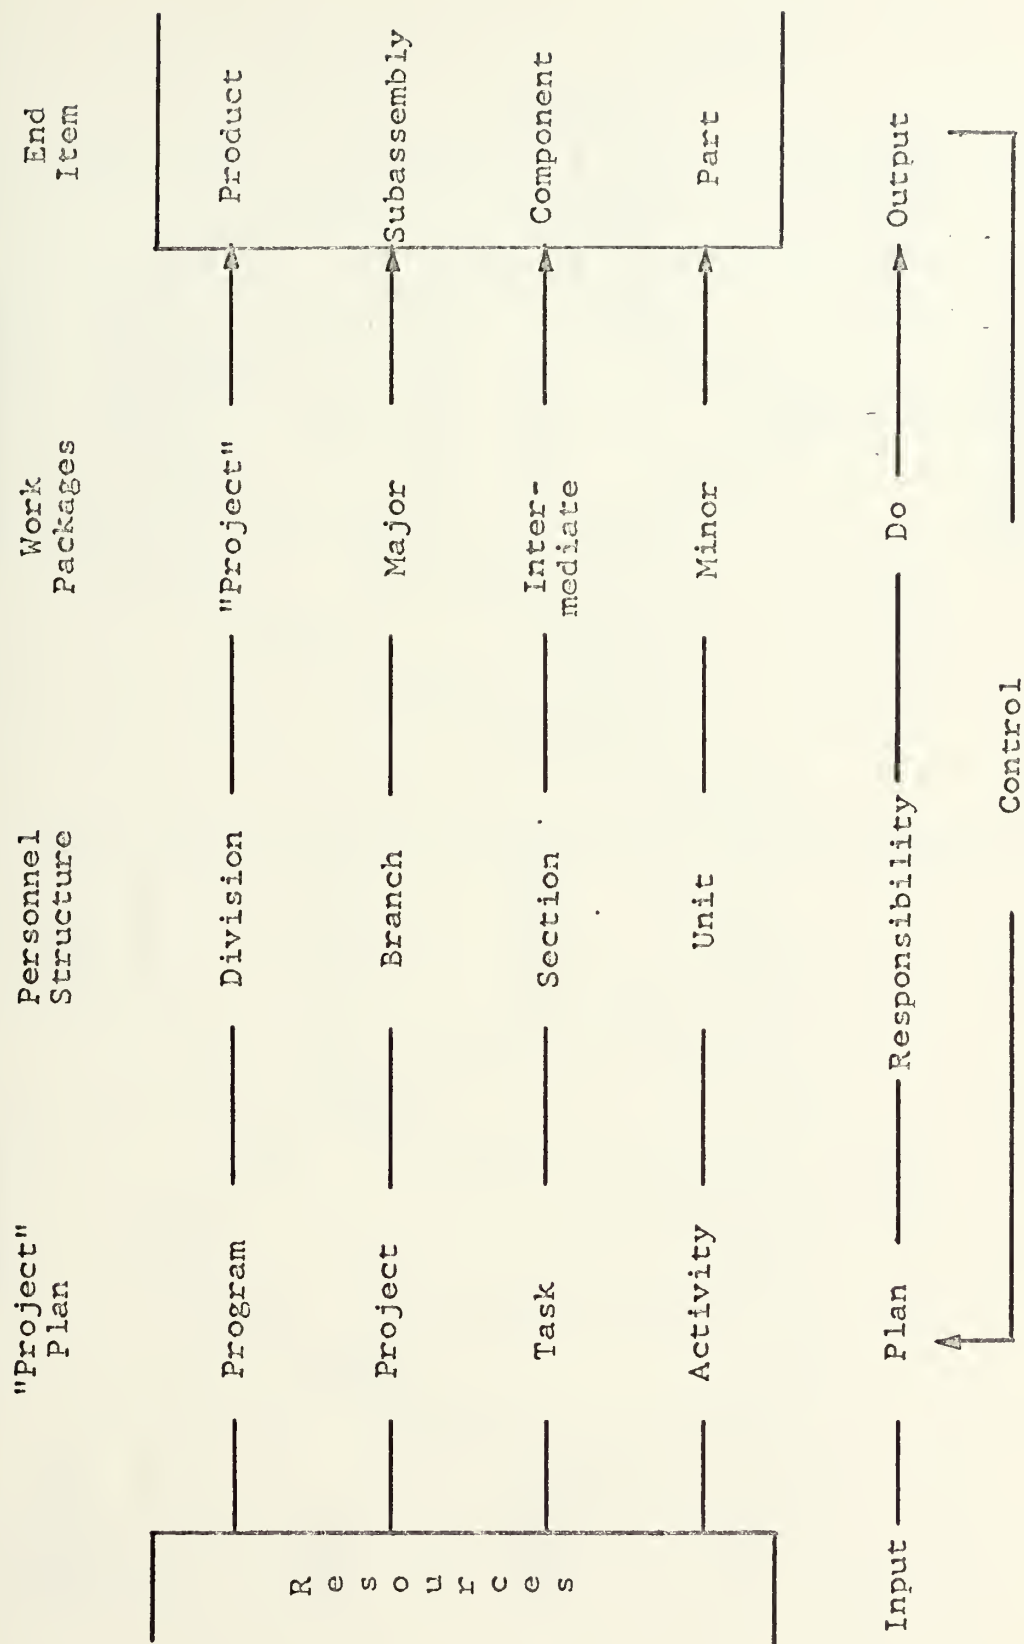 "Project"
Plan
Personnel
Structure
Work
Packages
End
Item
Resources
Program
Division
"Project"
Product
Project
Branch
Major
Subassembly
Task
Section
Inter-
mediate
Component
Activity
Unit
Minor
Part
Input
Plan
Responsibility
Do
Output
Control